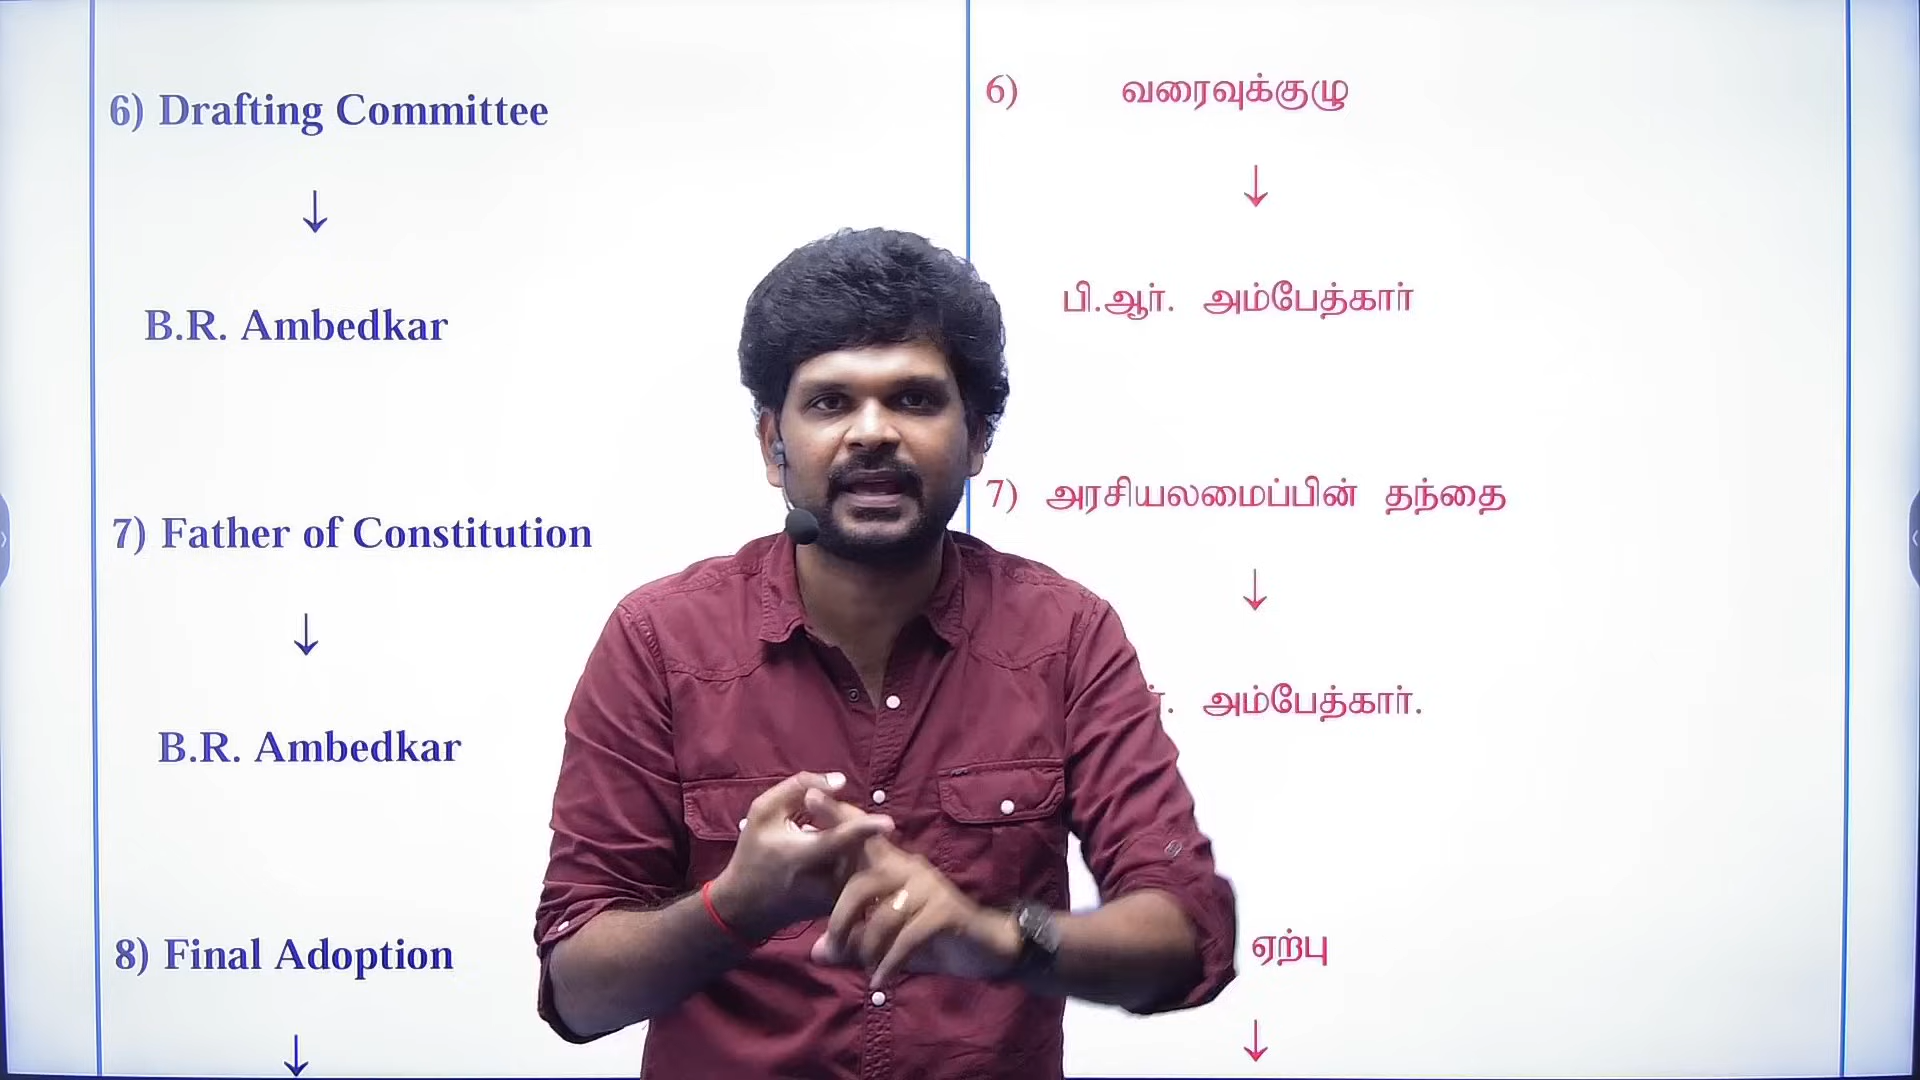 6) Drafting Committee
↓
B.R. Ambedkar
7) Father of Constitution
↓
B.R. Ambedkar
8) Final Adoption
↓
6) வரைவுக்குழு
↓
பி.ஆர். அம்பேத்கார்
7) அரசியலமைப்பின் தந்தை
↓
அம்பேத்கார்.
ஏற்பு
↓